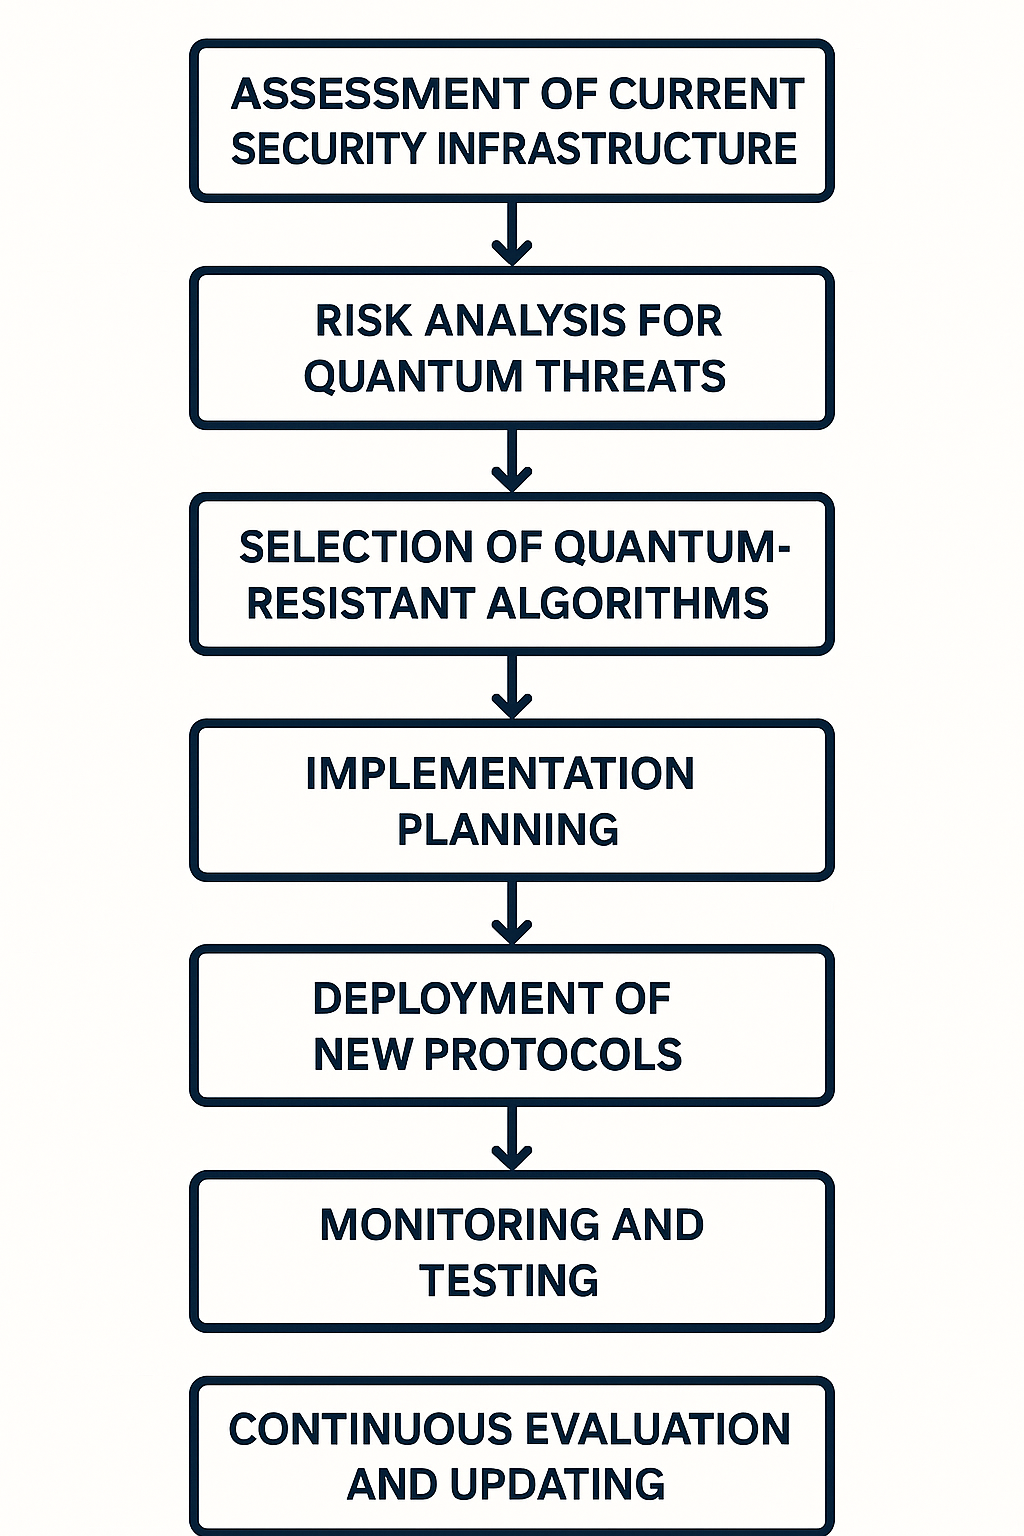 ASSESSMENT OF CURRENT
SECURITY INFRASTRUCTURE
RISK ANALYSIS FOR
QUANTUM THREATS
SELECTION OF QUANTUM-
RESISTANT ALGORITHMS
IMPLEMENTATION
PLANNING
DEPLOYMENT OF
NEW PROTOCOLS
MONITORING AND
TESTING
CONTINUOUS EVALUATION
AND UPDATING